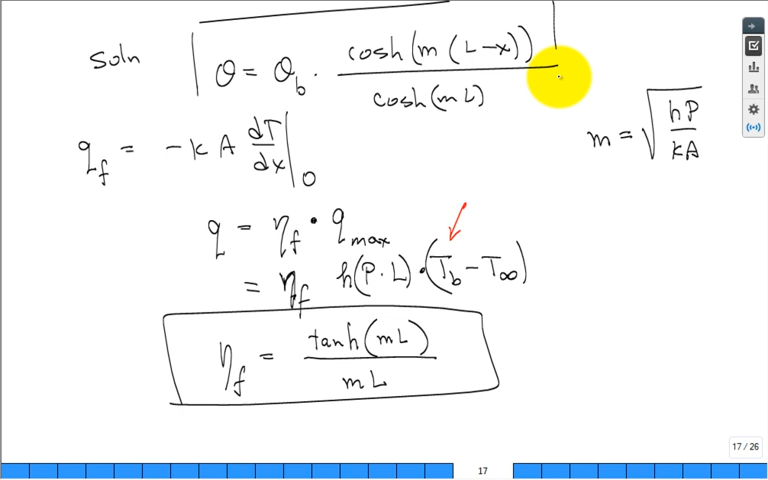 Soln θ = θb · cosh(m(L-x)) / cosh(mL)
qf = -kA dT/dx|0
m = √(hP/kA)
q = ηf · qmax
= ηf h(P·L)·(Tb - T∞)
ηf = tanh(mL) / mL
17 / 26
17